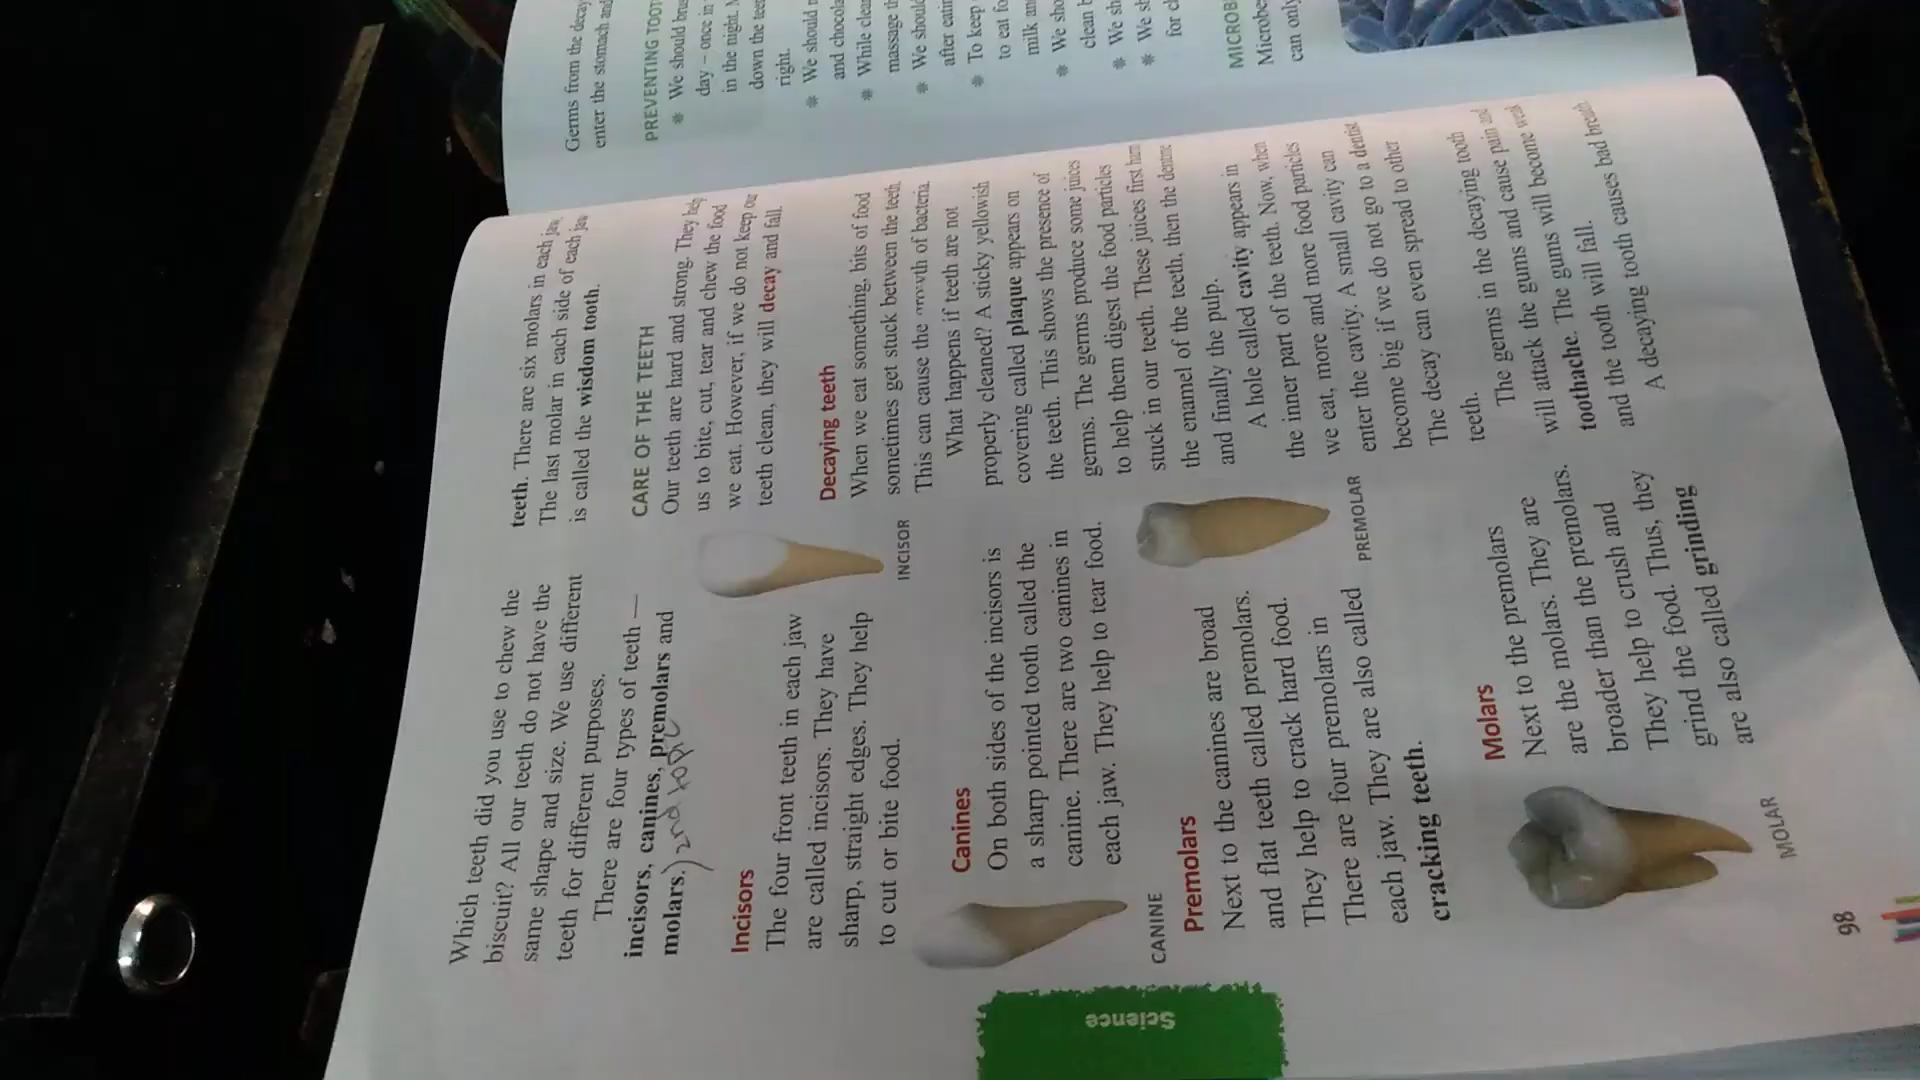 Which teeth did you use to chew the
biscuit? All our teeth do not have the
same shape and size. We use different
teeth for different purposes.
There are four types of teeth —
incisors, canines, premolars and
molars.) 2nd topic
Incisors
The four front teeth in each jaw
are called incisors. They have
sharp, straight edges. They help
to cut or bite food.
INCISOR
Canines
On both sides of the incisors is
a sharp pointed tooth called the
canine. There are two canines in
each jaw. They help to tear food.
CANINE
Premolars
Next to the canines are broad
and flat teeth called premolars.
They help to crack hard food.
There are four premolars in
each jaw. They are also called
cracking teeth.
PREMOLAR
Molars
Next to the premolars
are the molars. They are
broader than the premolars.
They help to crush and
grind the food. Thus, they
are also called grinding
MOLAR
teeth. There are six molars in each jaw.
The last molar in each side of each jaw
is called the wisdom tooth.
CARE OF THE TEETH
Our teeth are hard and strong. They help
us to bite, cut, tear and chew the food
we eat. However, if we do not keep our
teeth clean, they will decay and fall.
Decaying teeth
When we eat something, bits of food
sometimes get stuck between the teeth.
This can cause the growth of bacteria.
What happens if teeth are not
properly cleaned? A sticky yellowish
covering called plaque appears on
the teeth. This shows the presence of
germs. The germs produce some juices
to help them digest the food particles
stuck in our teeth. These juices first harm
the enamel of the teeth, then the dentine
and finally the pulp.
A hole called cavity appears in
the inner part of the teeth. Now, when
we eat, more and more food particles
enter the cavity. A small cavity can
become big if we do not go to a dentist
The decay can even spread to other
teeth.
The germs in the decaying tooth
will attack the gums and cause pain and
toothache. The gums will become weak
and the tooth will fall.
A decaying tooth causes bad breath
Science
98
Germs from the decay
enter the stomach and
PREVENTING TOOT
We should brus
day – once in
in the night.
down the tee
right.
We should
and chocola
While clean
massage th
We should
after eatin
To keep
to eat fo
milk an
We sho
clean
We sh
We sh
for
MICROB
Microbe
can only